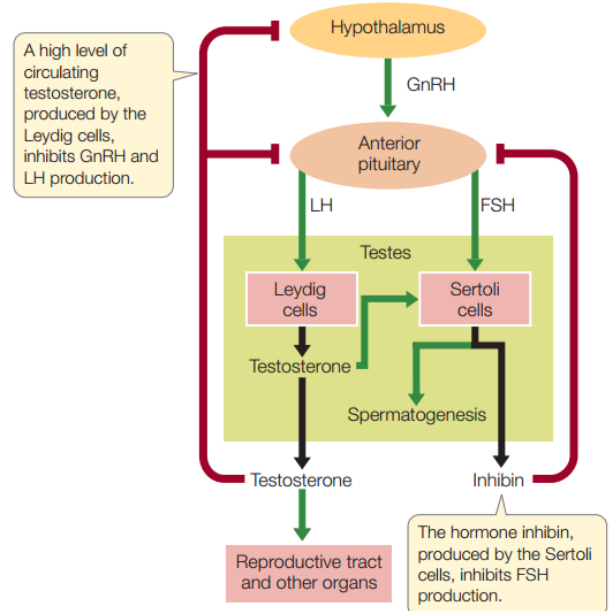 Hypothalamus
A high level of
circulating
testosterone,
produced by the
Leydig cells,
inhibits GnRH and
LH production.
GnRH
Anterior
pituitary
LH
FSH
Testes
Leydig
cells
Sertoli
cells
Testosterone
Spermatogenesis
Testosterone
Inhibin
Reproductive tract
and other organs
The hormone inhibin,
produced by the Sertoli
cells, inhibits FSH
production.